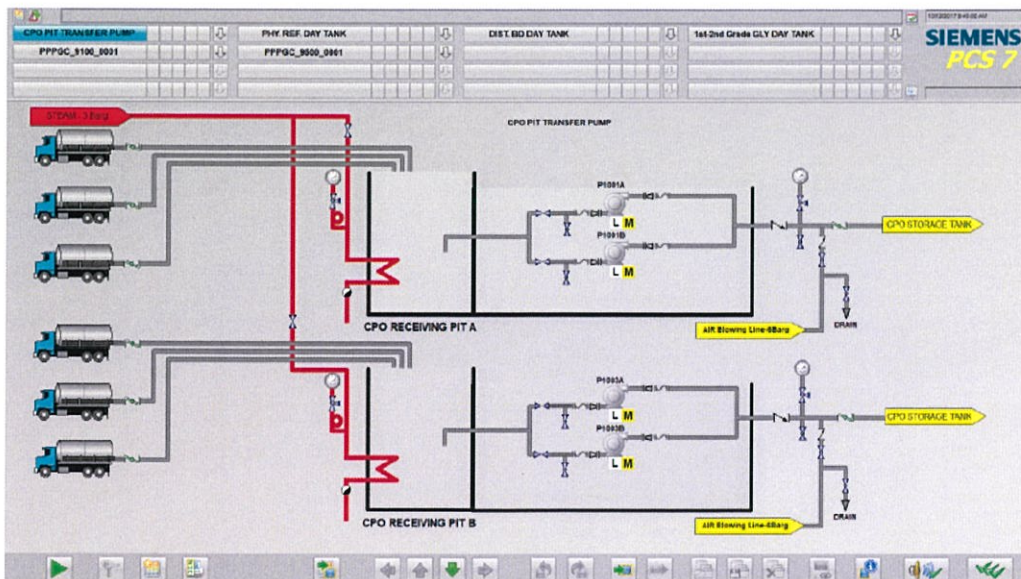 CPO PIT TRANSFER PUMP
PHY. REF. DAY TANK
DIST. BD DAY TANK
1st-2nd Grade GLY DAY TANK
PPPGC_9100_0001
PPPGC_9500_0001
SIEMENS
PCS 7
STEAM - 3 Barg
CPO PIT TRANSFER PUMP
P1001A
L M
P1001B
L M
CPO STORAGE TANK
CPO RECEIVING PIT A
AIR Blowing Line-6Barg
DRAIN
P1003A
L M
P1003B
L M
CPO STORAGE TANK
CPO RECEIVING PIT B
AIR Blowing Line-6Barg
DRAIN